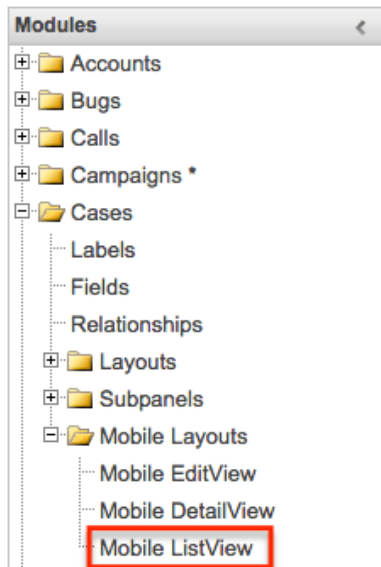 Modules
Accounts
Bugs
Calls
Campaigns *
Cases
Labels
Fields
Relationships
Layouts
Subpanels
Mobile Layouts
Mobile EditView
Mobile DetailView
Mobile ListView